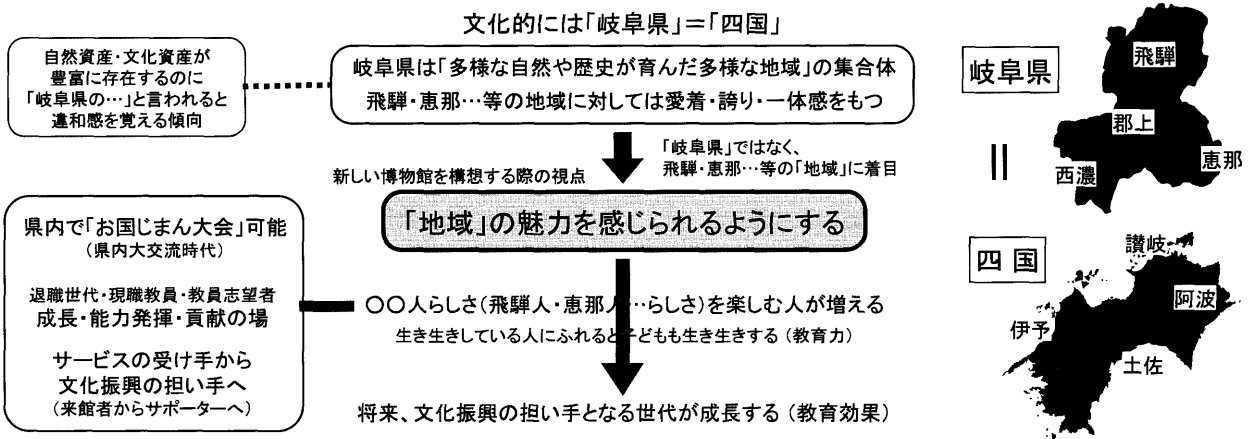 文化的には「岐阜県」＝「四国」
自然資産・文化資産が
豊富に存在するのに
「岐阜県の…」と言われると
違和感を覚える傾向
岐阜県は「多様な自然や歴史が育んだ多様な地域」の集合体
飛騨・恵那…等の地域に対しては愛着・誇り・一体感をもつ
「岐阜県」ではなく、
飛騨・恵那…等の「地域」に着目
新しい博物館を構想する際の視点
「地域」の魅力を感じられるようにする
県内で「お国じまん大会」可能
（県内大交流時代）
退職世代・現職教員・教員志望者
成長・能力発揮・貢献の場
サービスの受け手から
文化振興の担い手へ
（来館者からサポーターへ）
〇〇人らしさ（飛騨人・恵那人…らしさ）を楽しむ人が増える
生き生きしている人にふれると子どもも生き生きする（教育力）
将来、文化振興の担い手となる世代が成長する（教育効果）
岐阜県
飛騨
郡上
恵那
西濃
＝
四国
讃岐
阿波
伊予
土佐